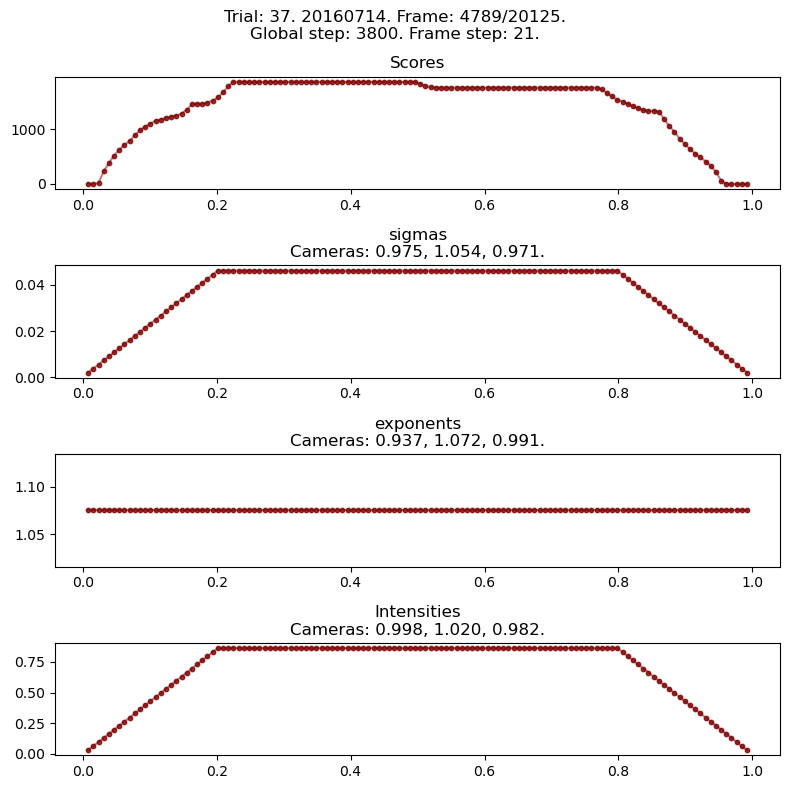 Trial: 37. 20160714. Frame: 4789/20125.
Global step: 3800. Frame step: 21.
Scores
1000
0
0.0 0.2 0.4 0.6 0.8 1.0
sigmas
Cameras: 0.975, 1.054, 0.971.
0.04
0.02
0.00
0.0 0.2 0.4 0.6 0.8 1.0
exponents
Cameras: 0.937, 1.072, 0.991.
1.10
1.05
0.0 0.2 0.4 0.6 0.8 1.0
Intensities
Cameras: 0.998, 1.020, 0.982.
0.75
0.50
0.25
0.00
0.0 0.2 0.4 0.6 0.8 1.0